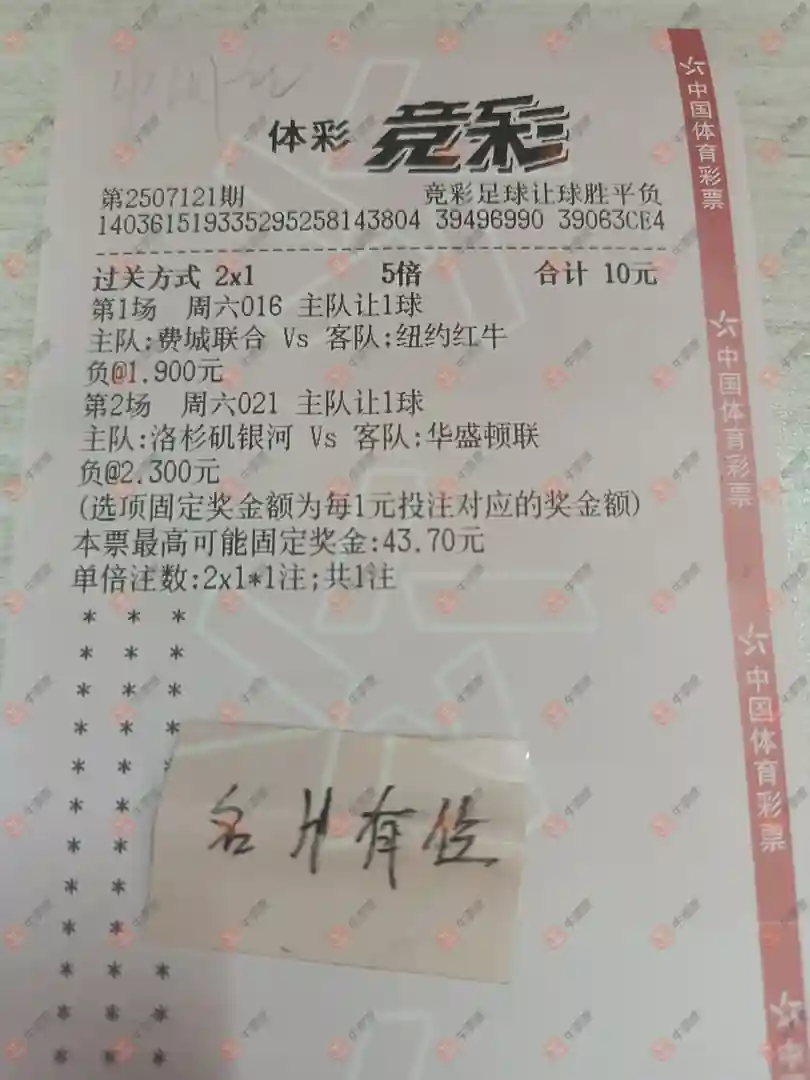 体彩 竞彩
第2507121期 竞彩足球让球胜平负
140361519335295258143804 39496990 39063CE4
过关方式 2x1 5倍 合计 10元
第1场 周六016 主队让1球
主队:费城联合 Vs 客队:纽约红牛
负@1.900元
第2场 周六021 主队让1球
主队:洛杉矶银河 Vs 客队:华盛顿联
负@2.300元
(选项固定奖金额为每1元投注对应的奖金额)
本票最高可能固定奖金:43.70元
单倍注数:2x1*1注;共1注
* * *
* * *
* * *
* * *
* * *
* *
* *
* *
* *
* * *
* * *
* * *
名片有位
中国体育彩票
中国体育彩票
中国体育彩票
中